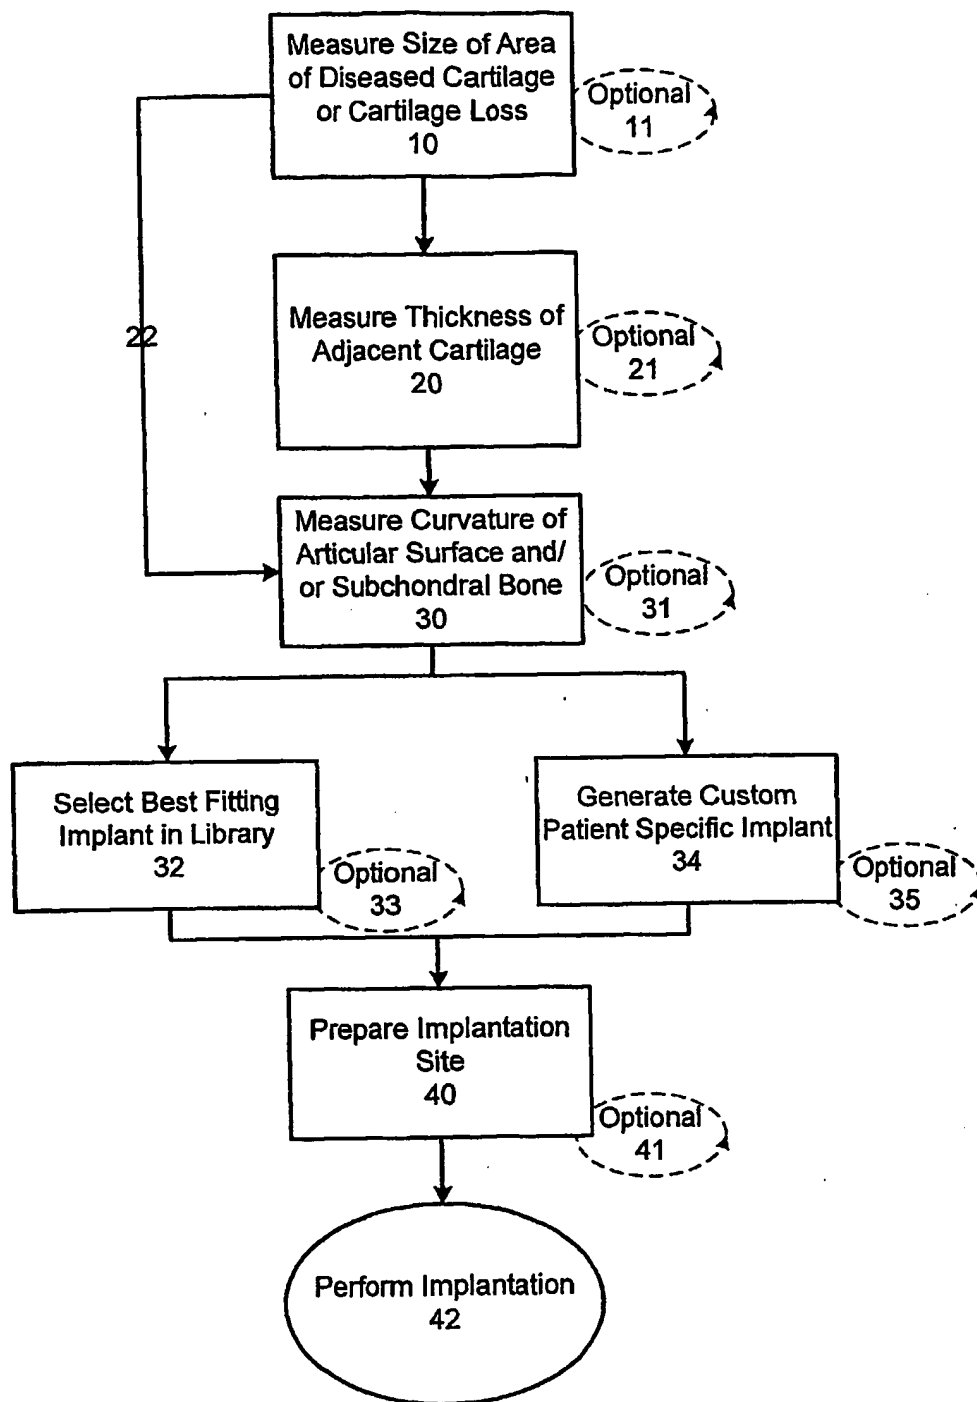 Measure Size of Area
of Diseased Cartilage
or Cartilage Loss
10
Optional
11
22
Measure Thickness of
Adjacent Cartilage
20
Optional
21
Measure Curvature of
Articular Surface and/
or Subchondral Bone
30
Optional
31
Select Best Fitting
Implant in Library
32
Optional
33
Generate Custom
Patient Specific Implant
34
Optional
35
Prepare Implantation
Site
40
Optional
41
Perform Implantation
42